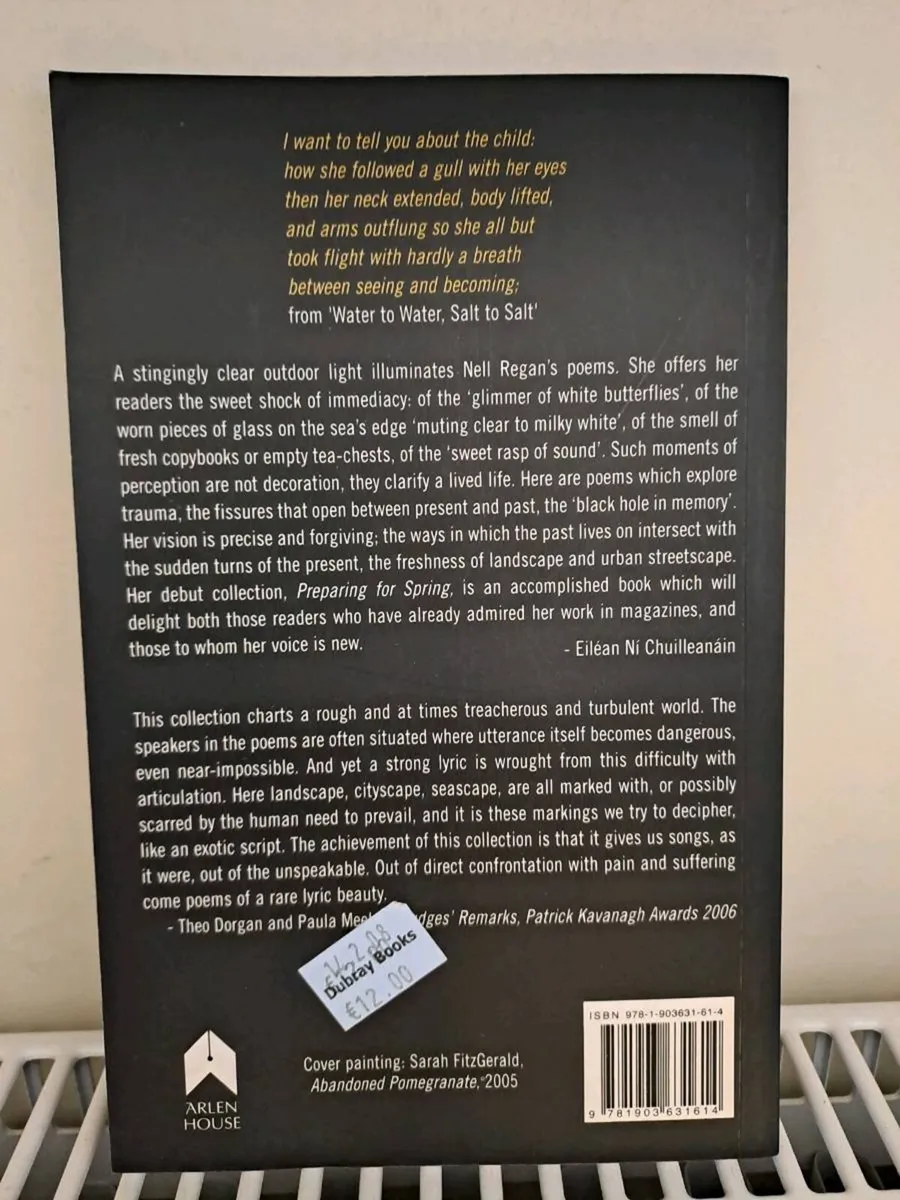 I want to tell you about the child:
how she followed a gull with her eyes
then her neck extended, body lifted,
and arms outflung so she all but
took flight with hardly a breath
between seeing and becoming;
from 'Water to Water, Salt to Salt'
A stingingly clear outdoor light illuminates Nell Regan's poems. She offers her
readers the sweet shock of immediacy: of the 'glimmer of white butterflies', of the
worn pieces of glass on the sea's edge 'muting clear to milky white', of the smell of
fresh copybooks or empty tea-chests, of the 'sweet rasp of sound'. Such moments of
perception are not decoration, they clarify a lived life. Here are poems which explore
trauma, the fissures that open between present and past, the 'black hole in memory'.
Her vision is precise and forgiving; the ways in which the past lives on intersect with
the sudden turns of the present, the freshness of landscape and urban streetscape.
Her debut collection, Preparing for Spring, is an accomplished book which will
delight both those readers who have already admired her work in magazines, and
those to whom her voice is new. - Eiléan Ní Chuilleanáin
This collection charts a rough and at times treacherous and turbulent world. The
speakers in the poems are often situated where utterance itself becomes dangerous,
even near-impossible. And yet a strong lyric is wrought from this difficulty with
articulation. Here landscape, cityscape, seascape, are all marked with, or possibly
scarred by the human need to prevail, and it is these markings we try to decipher,
like an exotic script. The achievement of this collection is that it gives us songs, as
it were, out of the unspeakable. Out of direct confrontation with pain and suffering
come poems of a rare lyric beauty.
- Theo Dorgan and Paula Remarks, Patrick Kavanagh Awards 2006
Dubray Books
€12.00
ISBN 978-1-903631-61-4
9 781903 631614
Cover painting: Sarah FitzGerald,
Abandoned Pomegranate, 2005
ARLEN
HOUSE